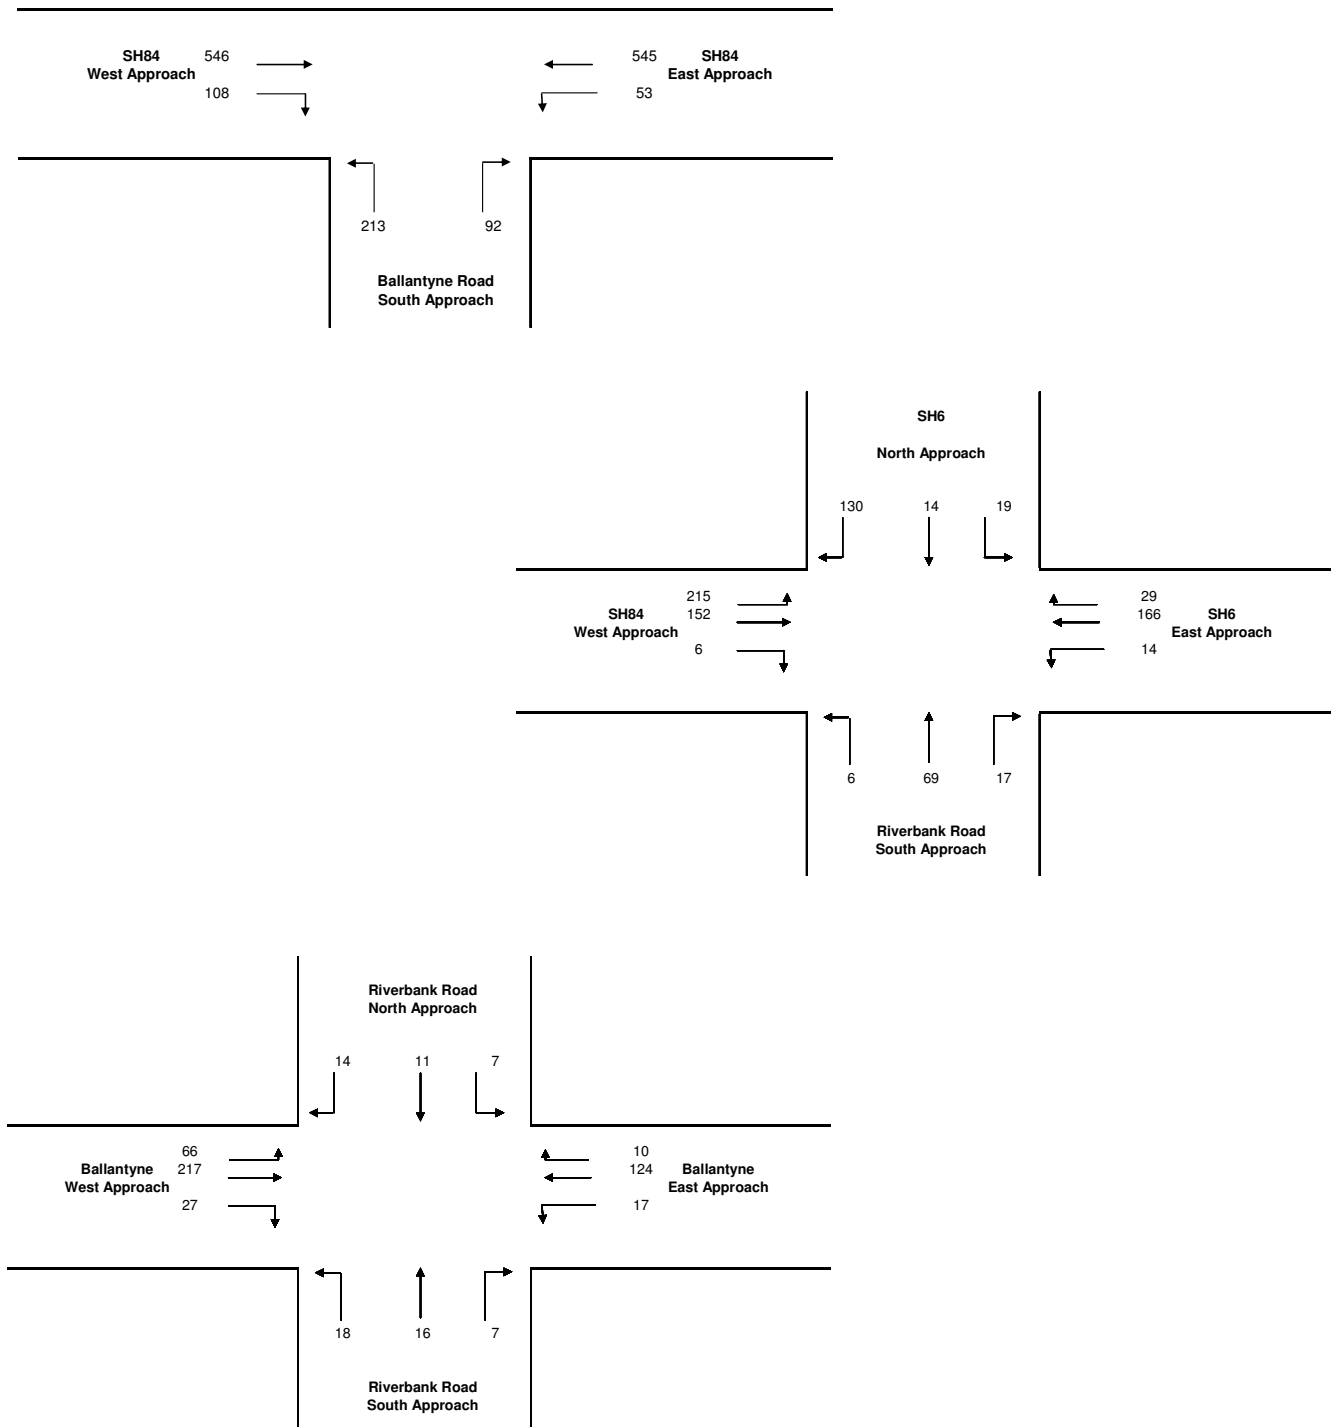 SH84 546 545 SH84
West Approach East Approach
108 53
213 92
Ballantyne Road
South Approach
SH6
North Approach
130 14 19
215 29
SH84 152 166 SH6
West Approach East Approach
6 14
6 69 17
Riverbank Road
South Approach
Riverbank Road
North Approach
14 11 7
66 10
Ballantyne 217 124 Ballantyne
West Approach East Approach
27 17
18 16 7
Riverbank Road
South Approach